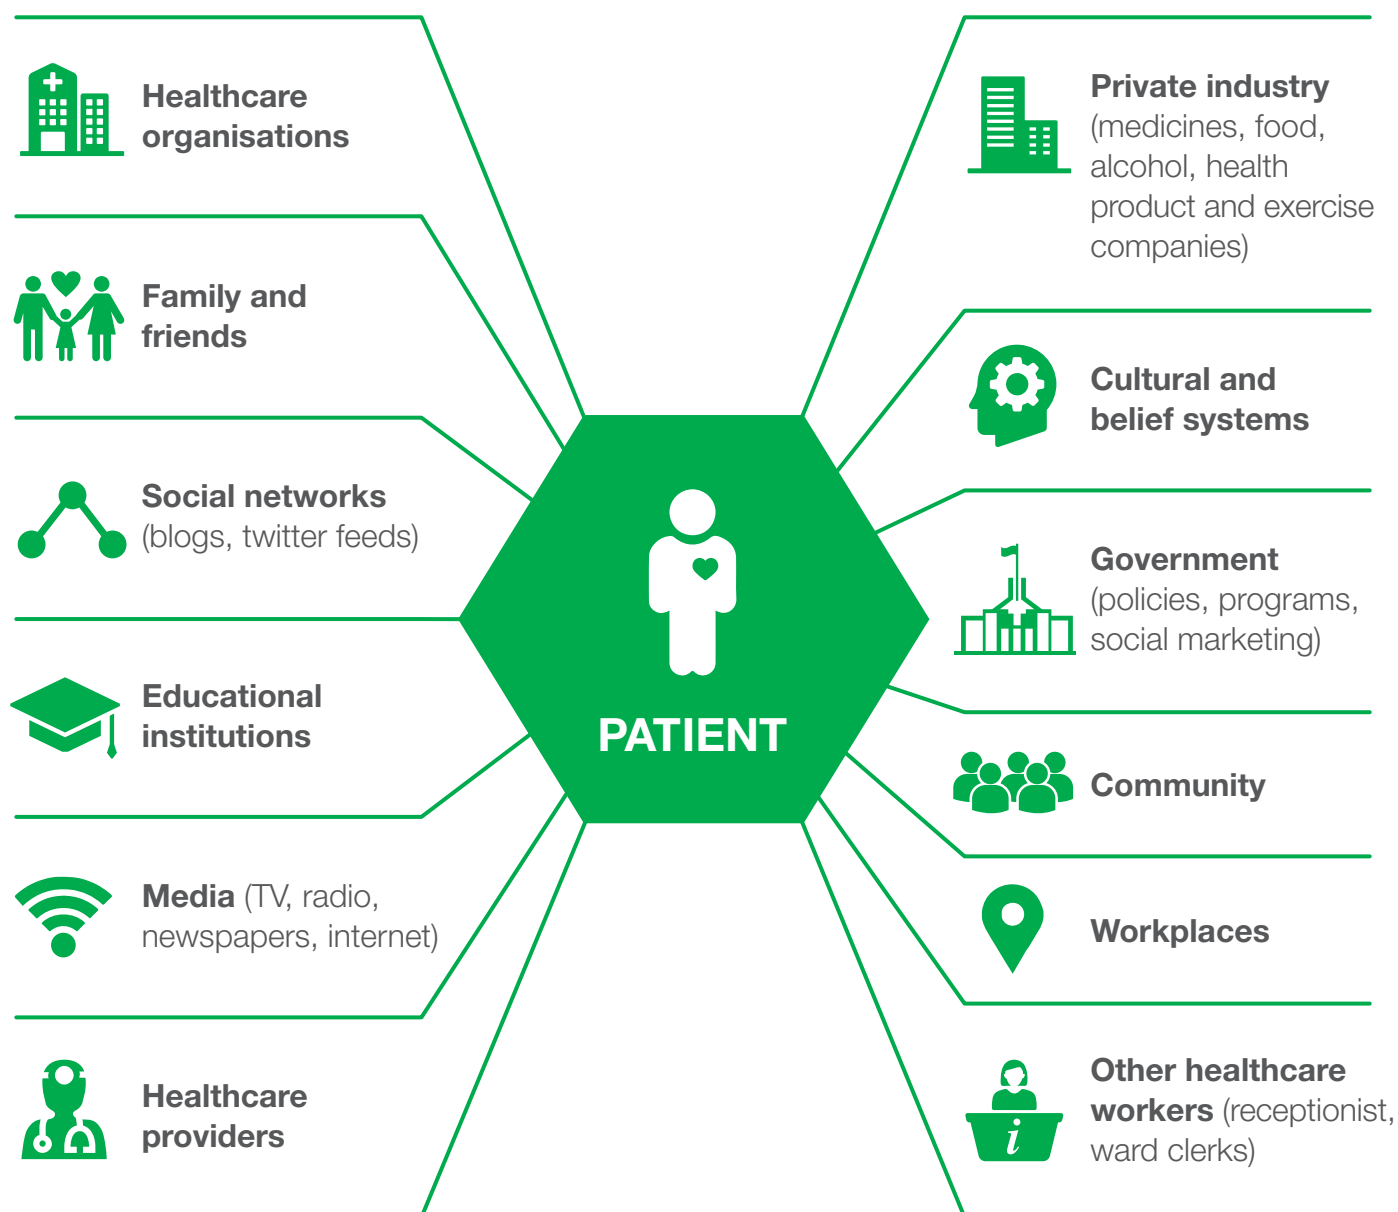 Healthcare
organisations
Family and
friends
Social networks
(blogs, twitter feeds)
Educational
institutions
Media (TV, radio,
newspapers, internet)
Healthcare
providers
PATIENT
Private industry
(medicines, food,
alcohol, health
product and exercise
companies)
Cultural and
belief systems
Government
(policies, programs,
social marketing)
Community
Workplaces
Other healthcare
workers (receptionist,
ward clerks)
i